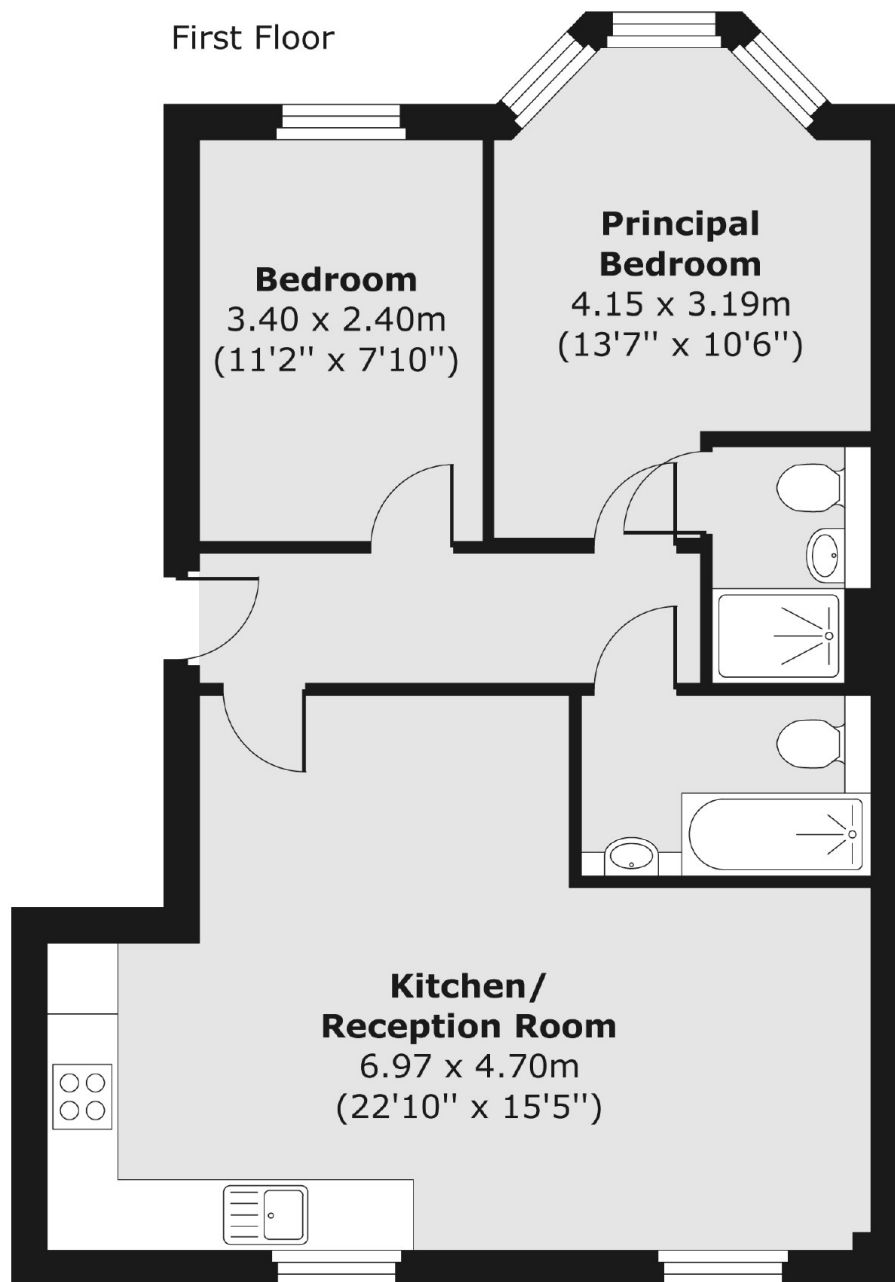 First Floor
Principal
Bedroom
4.15 x 3.19m
(13'7'' x 10'6'')
Bedroom
3.40 x 2.40m
(11'2'' x 7'10'')
Kitchen/
Reception Room
6.97 x 4.70m
(22'10'' x 15'5'')